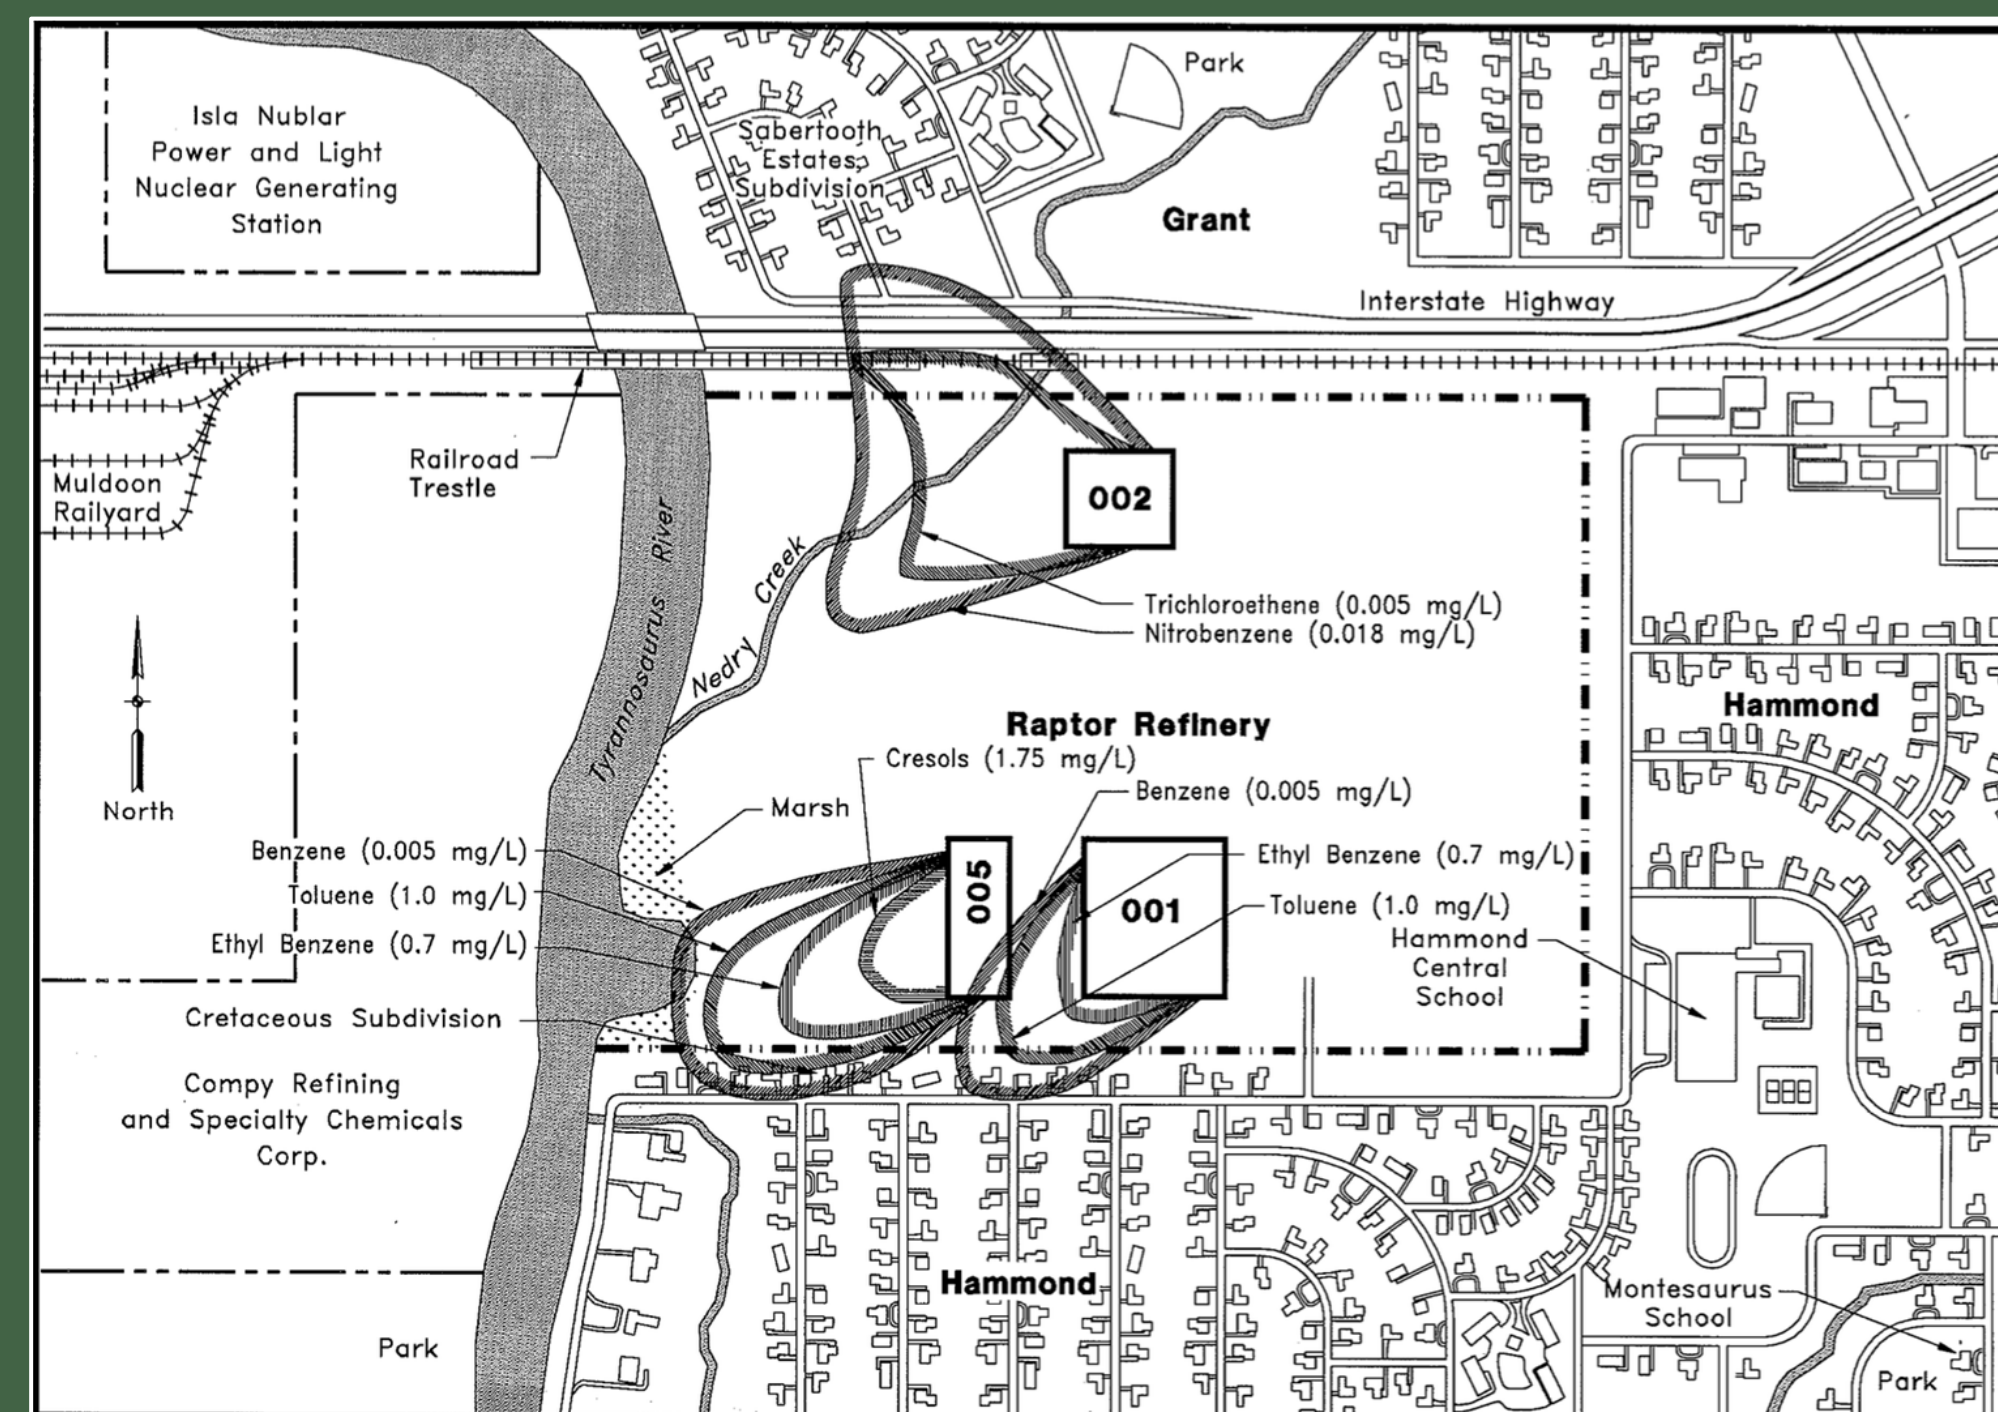 Isla Nublar
Power and Light
Nuclear Generating
Station
Park
Sabertooth
Estates
Subdivision
Grant
Interstate Highway
Railroad
Trestle
Muldoon
Railyard
002
Tyrannosaurus River
Nedry Creek
Trichloroethene (0.005 mg/L)
Nitrobenzene (0.018 mg/L)
Hammond
Raptor Refinery
Cresols (1.75 mg/L)
Benzene (0.005 mg/L)
North
Marsh
Benzene (0.005 mg/L)
Toluene (1.0 mg/L)
Ethyl Benzene (0.7 mg/L)
005
001
Ethyl Benzene (0.7 mg/L)
Toluene (1.0 mg/L)
Hammond
Central
School
Cretaceous Subdivision
Compy Refining
and Specialty Chemicals
Corp.
Hammond
Montesaurus
School
Park
Park